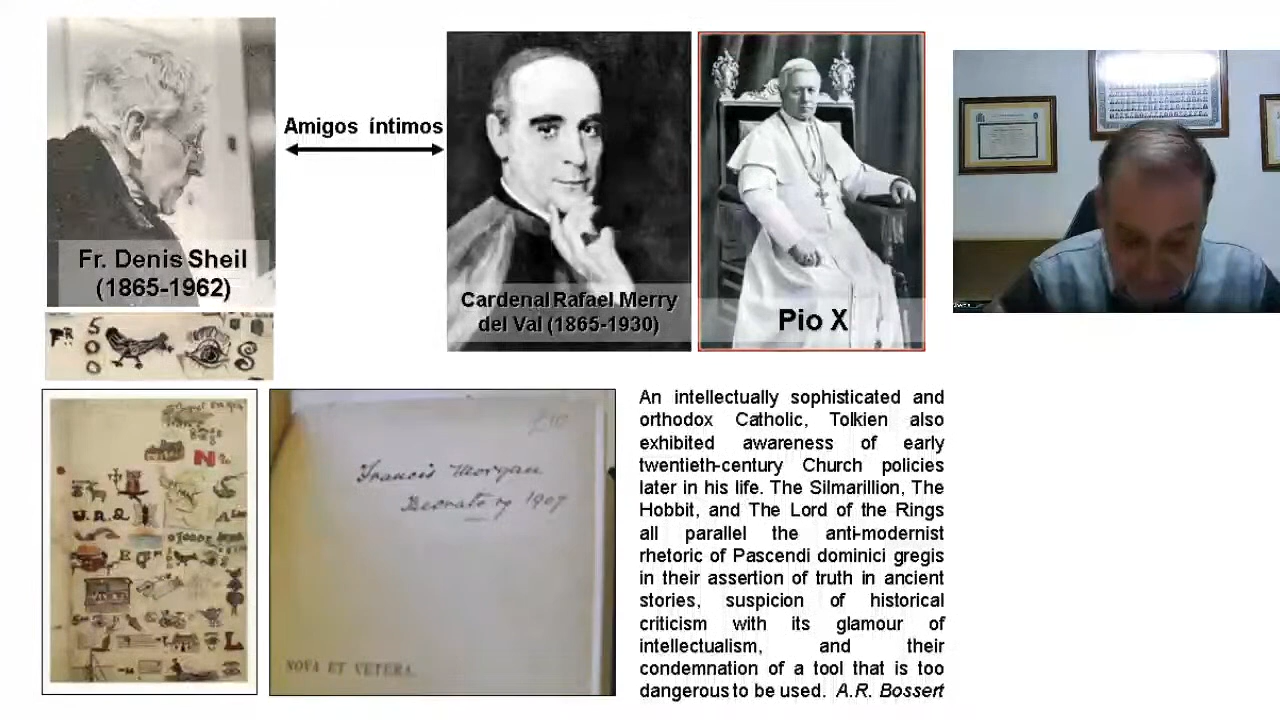 Amigos íntimos
Fr. Denis Sheil
(1865-1962)
Cardenal Rafael Merry
del Val (1865-1930)
Pio X
Francis Morgan
1907
NOVA ET VETERA.
An intellectually sophisticated and
orthodox Catholic, Tolkien also
exhibited awareness of early
twentieth-century Church policies
later in his life. The Silmarillion, The
Hobbit, and The Lord of the Rings
all parallel the anti-modernist
rhetoric of Pascendi dominici gregis
in their assertion of truth in ancient
stories, suspicion of historical
criticism with its glamour of
intellectualism, and their
condemnation of a tool that is too
dangerous to be used. A.R. Bossert